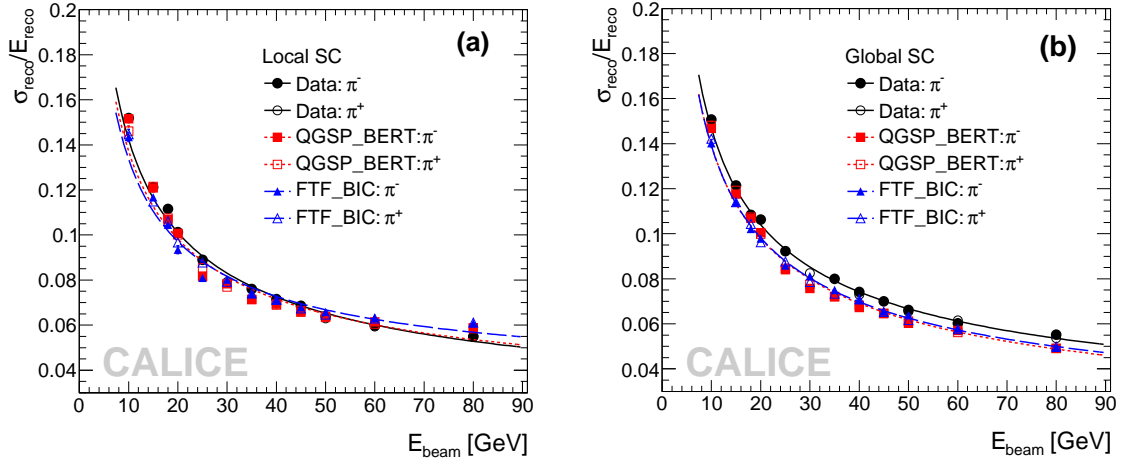 (a)
Local SC
Data: π⁻
Data: π⁺
QGSP_BERT:π⁻
QGSP_BERT:π⁺
FTF_BIC: π⁻
FTF_BIC: π⁺
σreco/Ereco
0.2
0.18
0.16
0.14
0.12
0.1
0.08
0.06
0.04
CALICE
0 10 20 30 40 50 60 70 80 90
Ebeam [GeV]
(b)
Global SC
Data: π⁻
Data: π⁺
QGSP_BERT:π⁻
QGSP_BERT:π⁺
FTF_BIC: π⁻
FTF_BIC: π⁺
σreco/Ereco
0.2
0.18
0.16
0.14
0.12
0.1
0.08
0.06
0.04
CALICE
0 10 20 30 40 50 60 70 80 90
Ebeam [GeV]